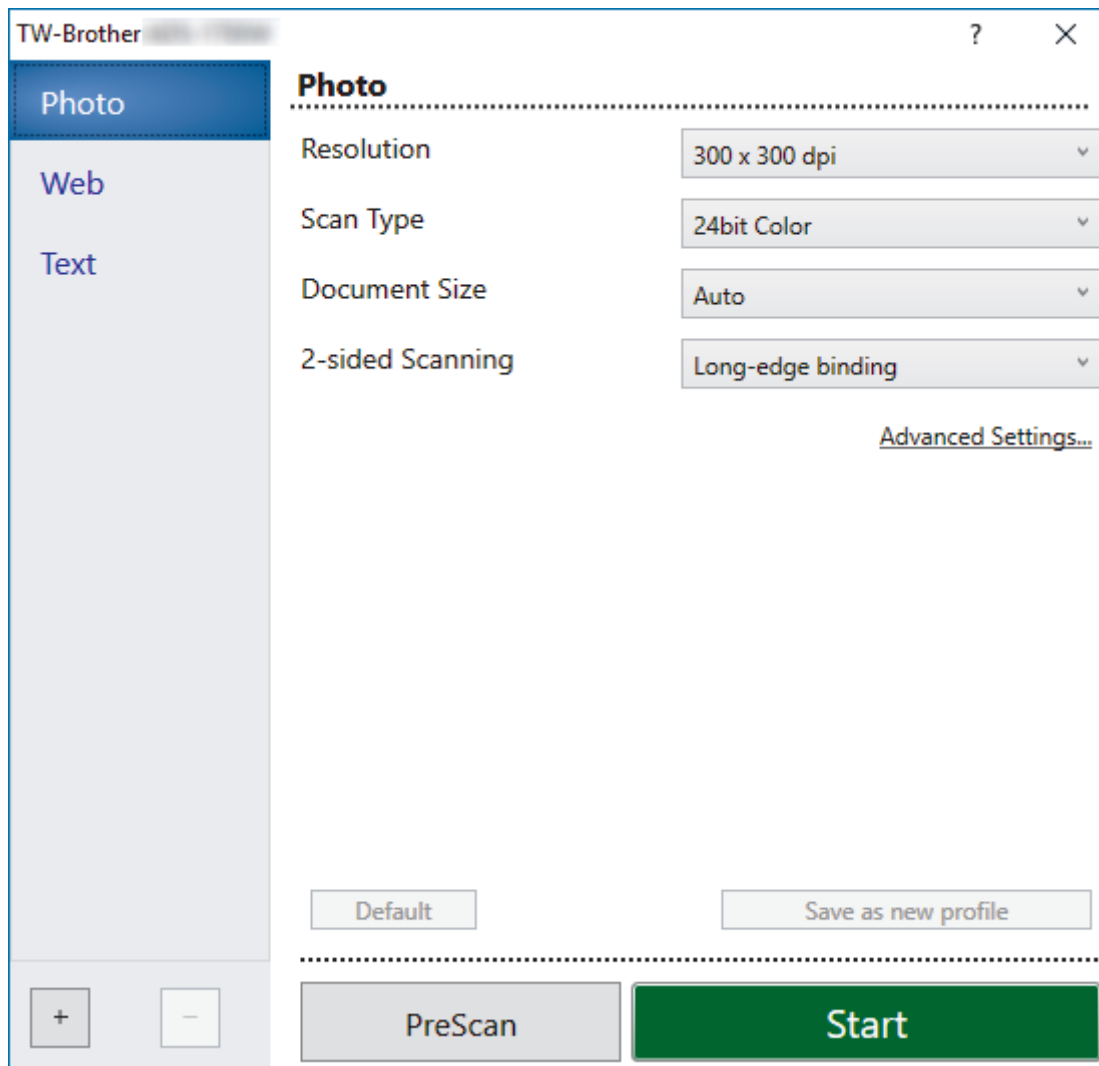 TW-Brother
?
Photo
Web
Text
Photo
Resolution 300 x 300 dpi
Scan Type 24bit Color
Document Size Auto
2-sided Scanning Long-edge binding
Advanced Settings...
Default Save as new profile
+ −
PreScan Start